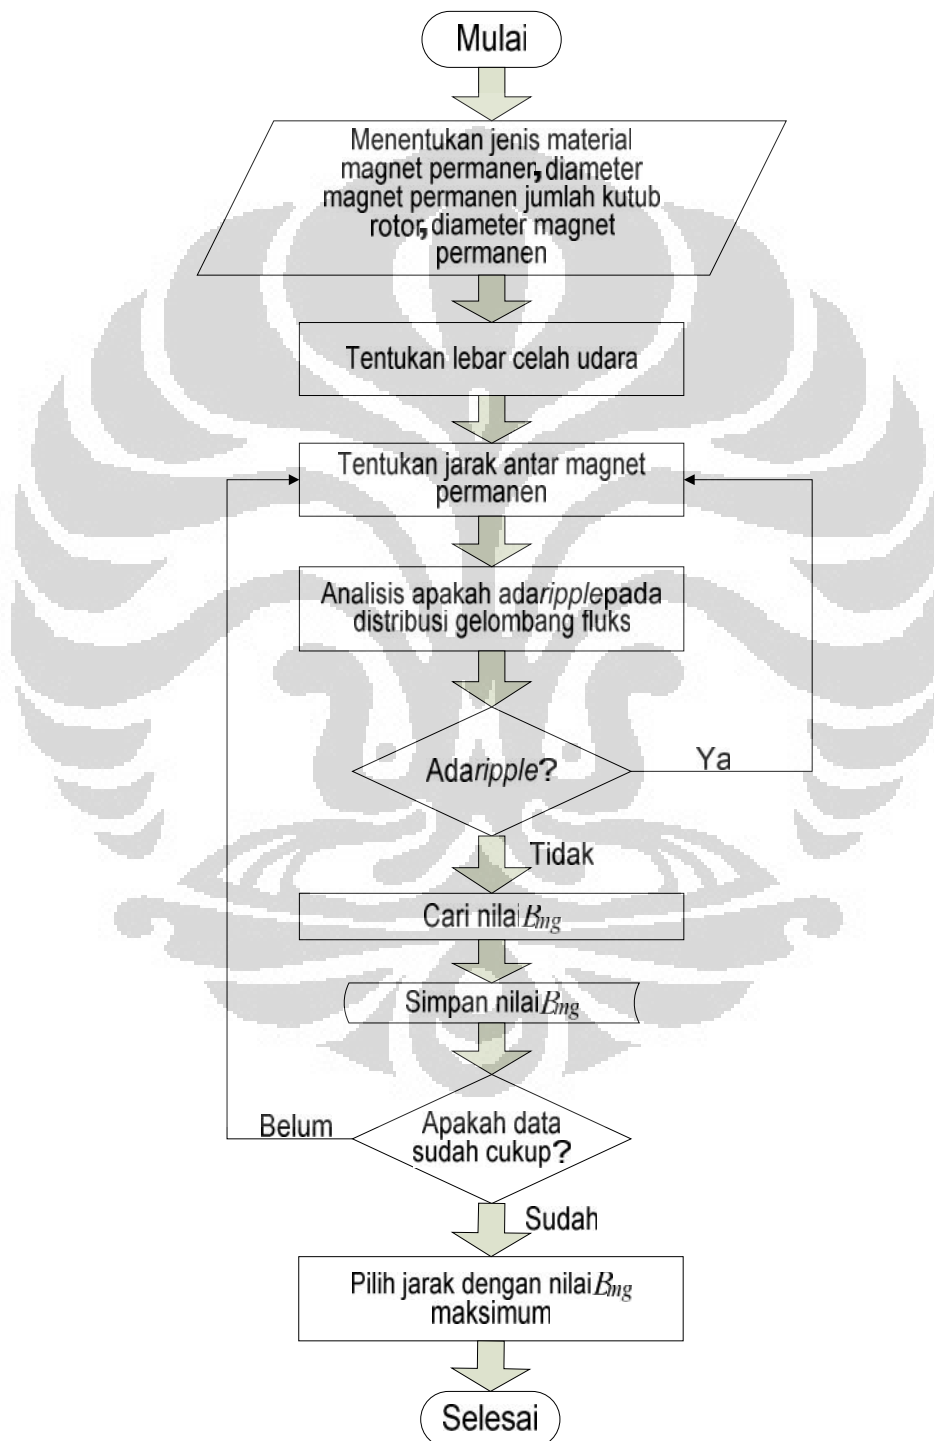 Mulai
Menentukan jenis material
magnet permanen, diameter
magnet permanen jumlah kutub
rotor, diameter magnet
permanen
Tentukan lebar celah udara
Tentukan jarak antar magnet
permanen
Analisis apakah ada ripple pada
distribusi gelombang fluks
Ada ripple?
Ya
Tidak
Cari nilai Bmg
Simpan nilai Bmg
Apakah data
sudah cukup?
Belum
Sudah
Pilih jarak dengan nilai Bmg
maksimum
Selesai